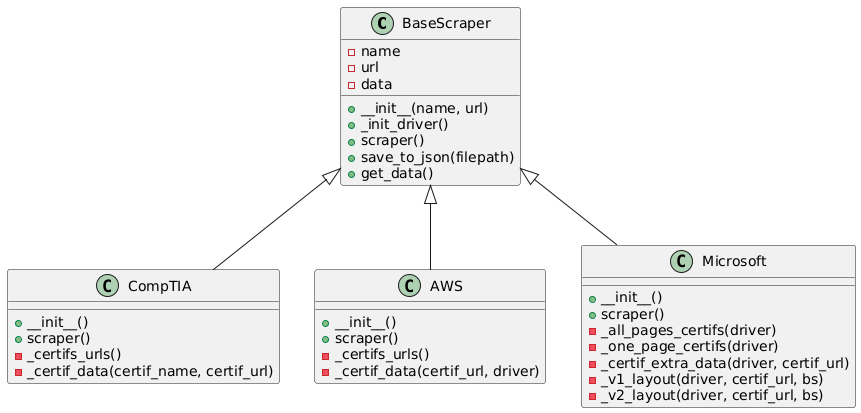 C BaseScraper
name
url
data
__init__(name, url)
_init_driver()
scraper()
save_to_json(filepath)
get_data()
C CompTIA
__init__()
scraper()
_certifs_urls()
_certif_data(certif_name, certif_url)
C AWS
__init__()
scraper()
_certifs_urls()
_certif_data(certif_url, driver)
C Microsoft
__init__()
scraper()
_all_pages_certifs(driver)
_one_page_certifs(driver)
_certif_extra_data(driver, certif_url)
_v1_layout(driver, certif_url, bs)
_v2_layout(driver, certif_url, bs)